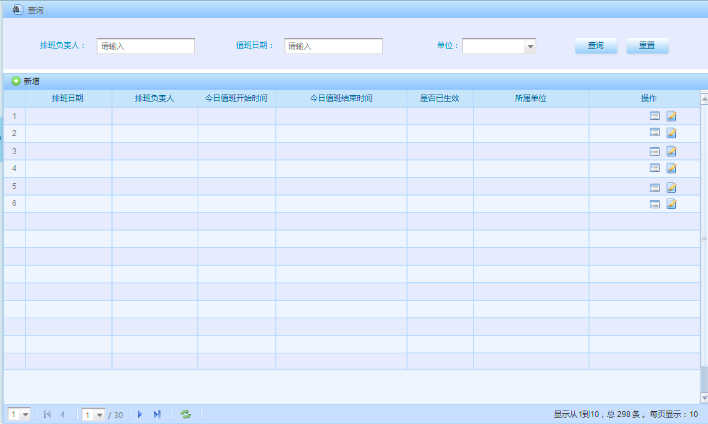 查询
排班负责人： 请输入 值班日期： 请输入 单位： 查询 重置
新增
排班日期 排班负责人 今日值班开始时间 今日值班结束时间 是否已生效 所属单位 操作
1
2
3
4
5
6
1 1 / 30 显示从1到10，总 298 条 。每页显示：10